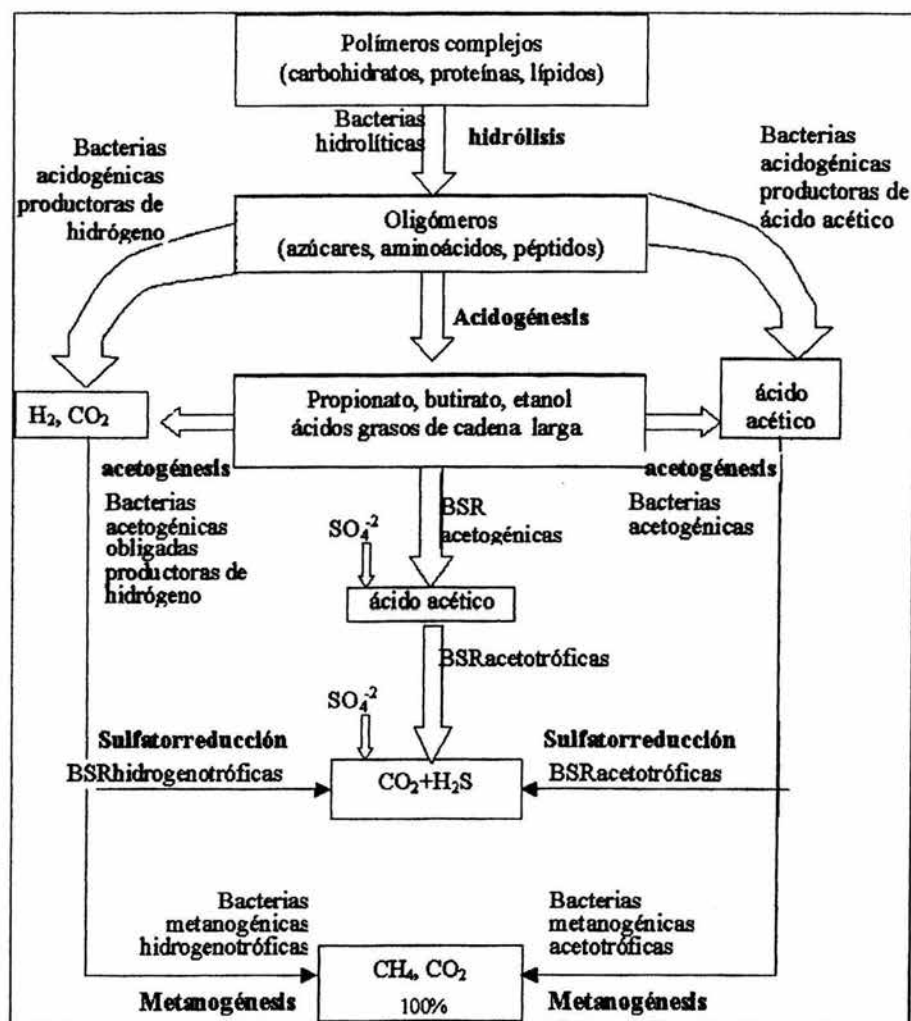 Polímeros complejos
(carbohidratos, proteínas, lípidos)
Bacterias
hidrolíticas
hidrólisis
Bacterias
acidogénicas
productoras de
hidrógeno
Bacterias
acidogénicas
productoras de
ácido acético
Oligómeros
(azúcares, aminoácidos, péptidos)
Acidogénesis
H₂, CO₂
Propionato, butirato, etanol
ácidos grasos de cadena larga
ácido
acético
acetogénesis
Bacterias
acetogénicas
obligadas
productoras de
hidrógeno
acetogénesis
Bacterias
acetogénicas
BSR
acetogénicas
SO₄⁻²
ácido acético
BSRacetotróficas
SO₄⁻²
Sulfatorreducción
BSRhidrogenotróficas
CO₂+H₂S
Sulfatorreducción
BSRacetotróficas
Bacterias
metanogénicas
hidrogenotróficas
Metanogénesis
CH₄, CO₂
100%
Bacterias
metanogénicas
acetotróficas
Metanogénesis